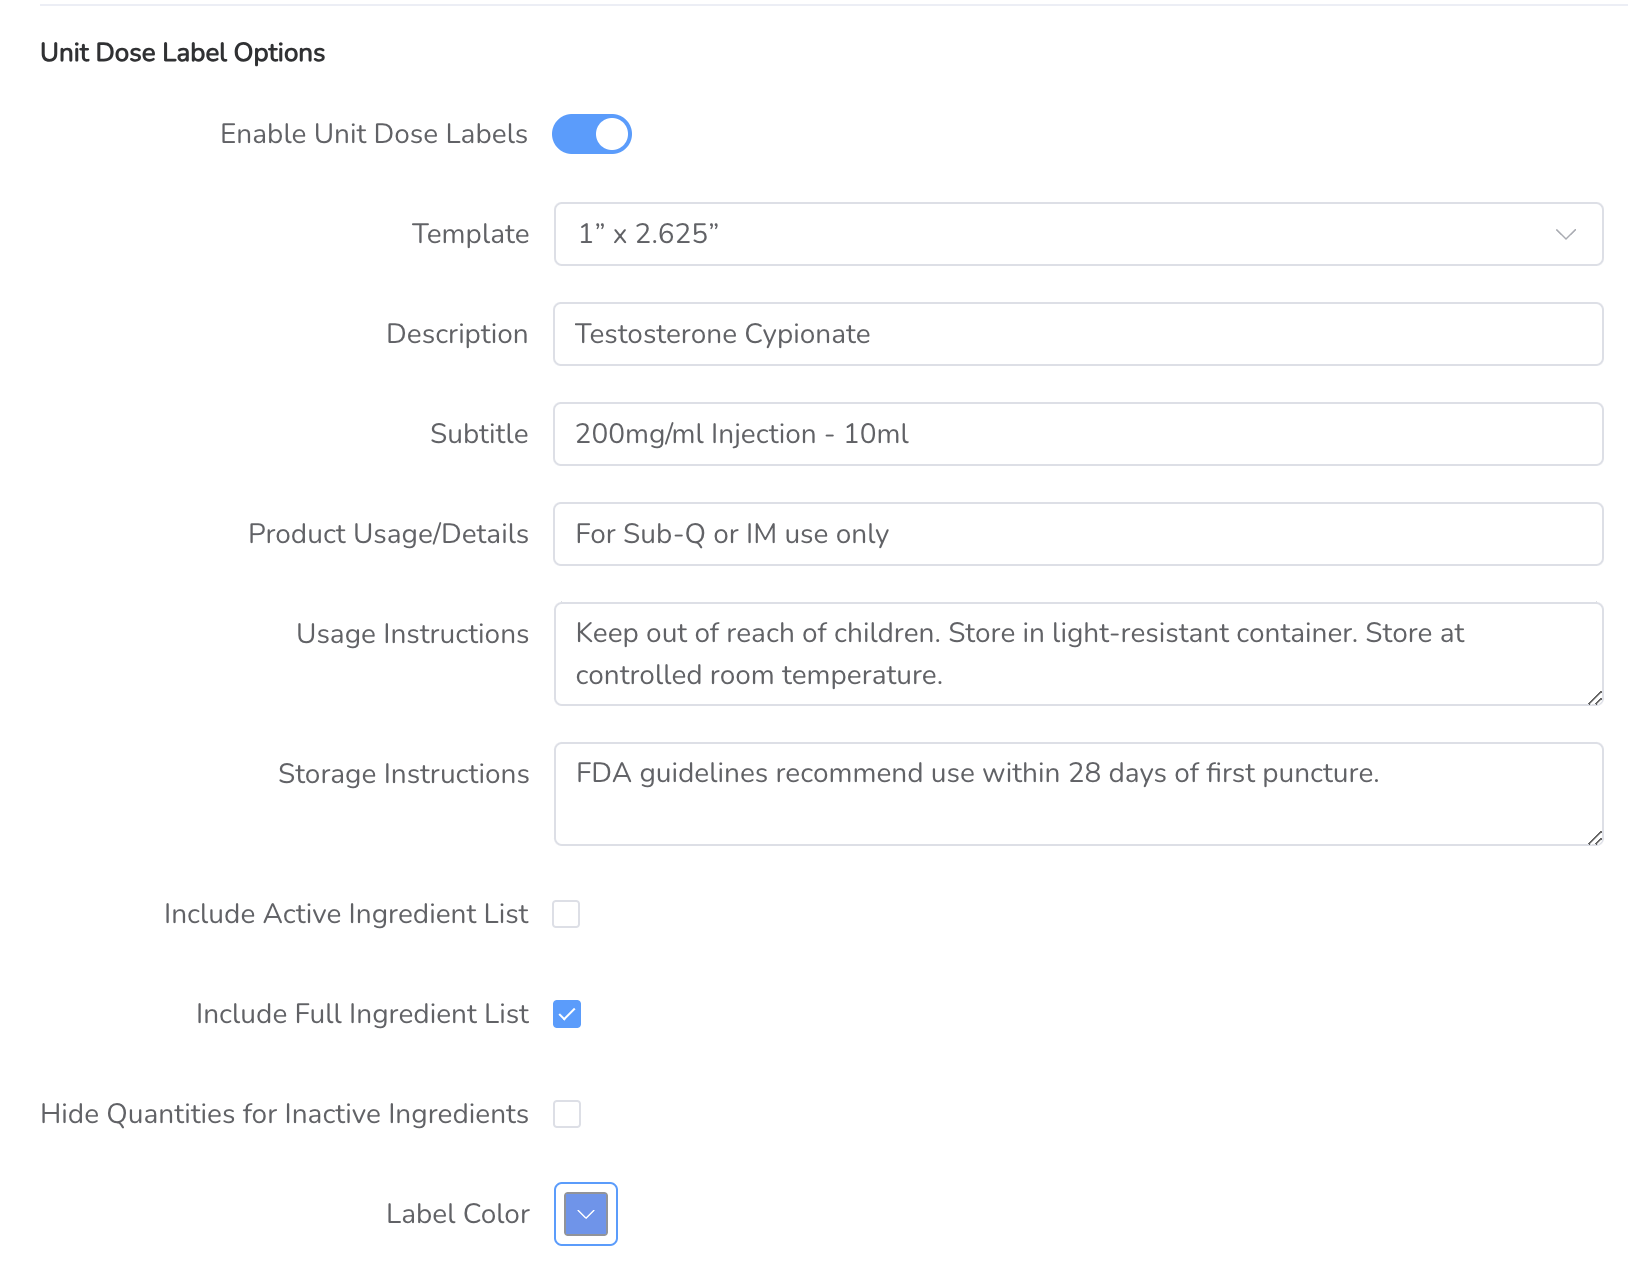 Unit Dose Label Options
Enable Unit Dose Labels
Template
1” x 2.625”
Description
Testosterone Cypionate
Subtitle
200mg/ml Injection - 10ml
Product Usage/Details
For Sub-Q or IM use only
Usage Instructions
Keep out of reach of children. Store in light-resistant container. Store at
controlled room temperature.
Storage Instructions
FDA guidelines recommend use within 28 days of first puncture.
Include Active Ingredient List
Include Full Ingredient List
Hide Quantities for Inactive Ingredients
Label Color